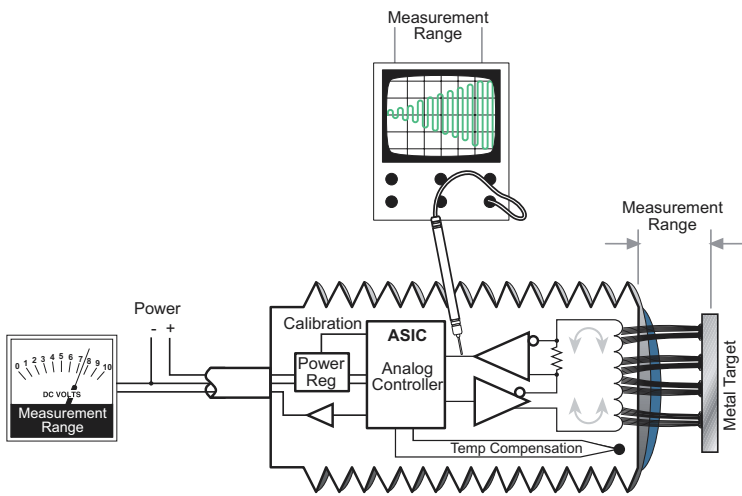 Measurement
Range
Measurement
Range
Power
- +
Calibration
ASIC
Power
Reg
Analog
Controller
0 1 2 3 4 5 6 7 8 9 10
DC VOLTS
Measurement
Range
Temp Compensation
Metal Target